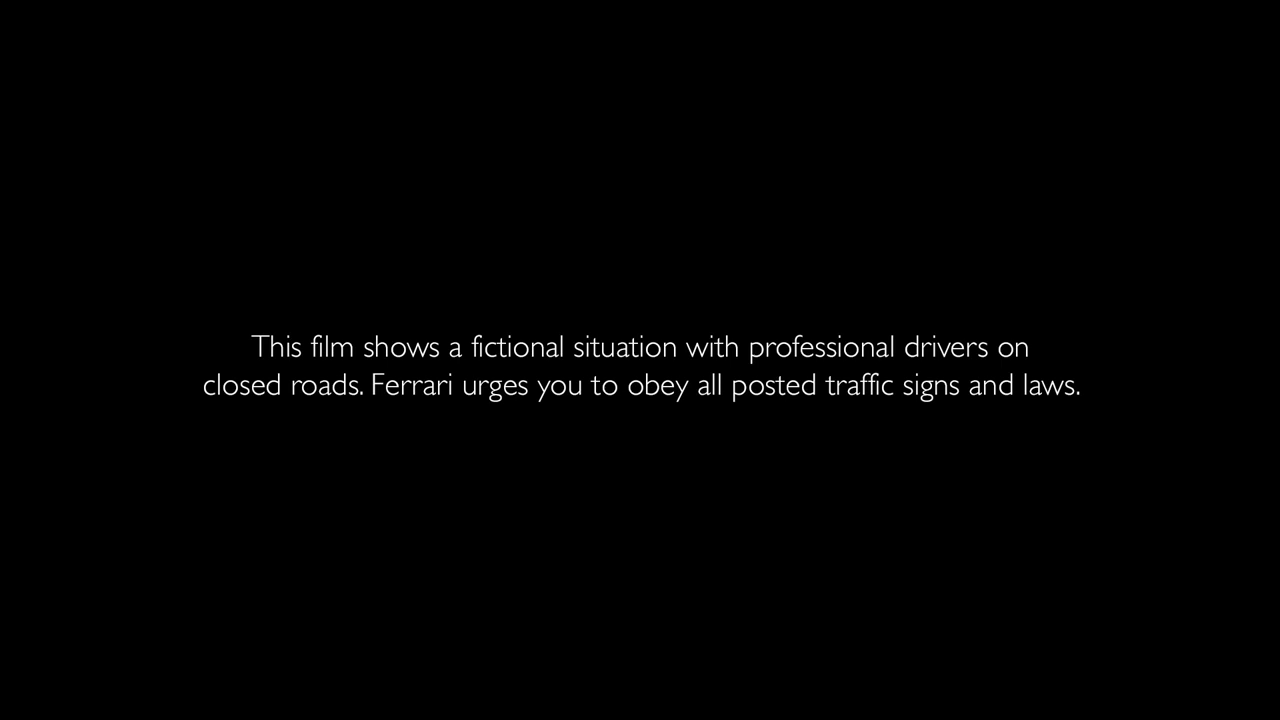 This film shows a fictional situation with professional drivers on
closed roads. Ferrari urges you to obey all posted traffic signs and laws.